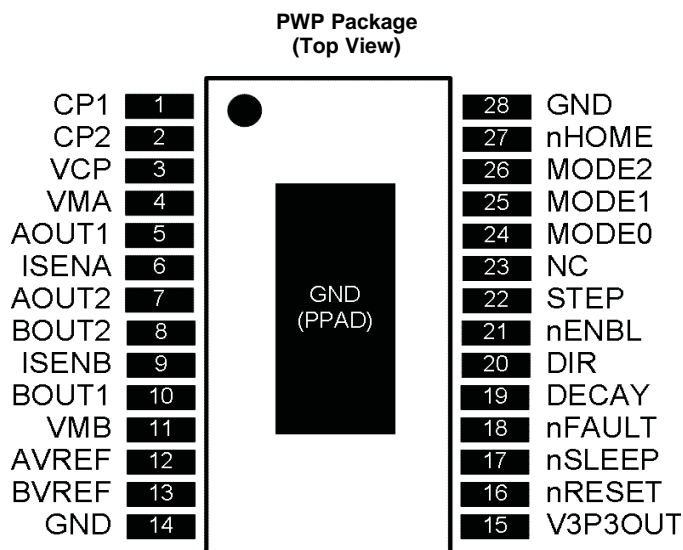 PWP Package
(Top View)
CP1 1 28 GND
CP2 2 27 nHOME
VCP 3 26 MODE2
VMA 4 25 MODE1
AOUT1 5 24 MODE0
ISENA 6 23 NC
AOUT2 7 22 STEP
BOUT2 8 21 nENBL
ISENB 9 20 DIR
BOUT1 10 19 DECAY
VMB 11 18 nFAULT
AVREF 12 17 nSLEEP
BVREF 13 16 nRESET
GND 14 15 V3P3OUT
GND
(PPAD)